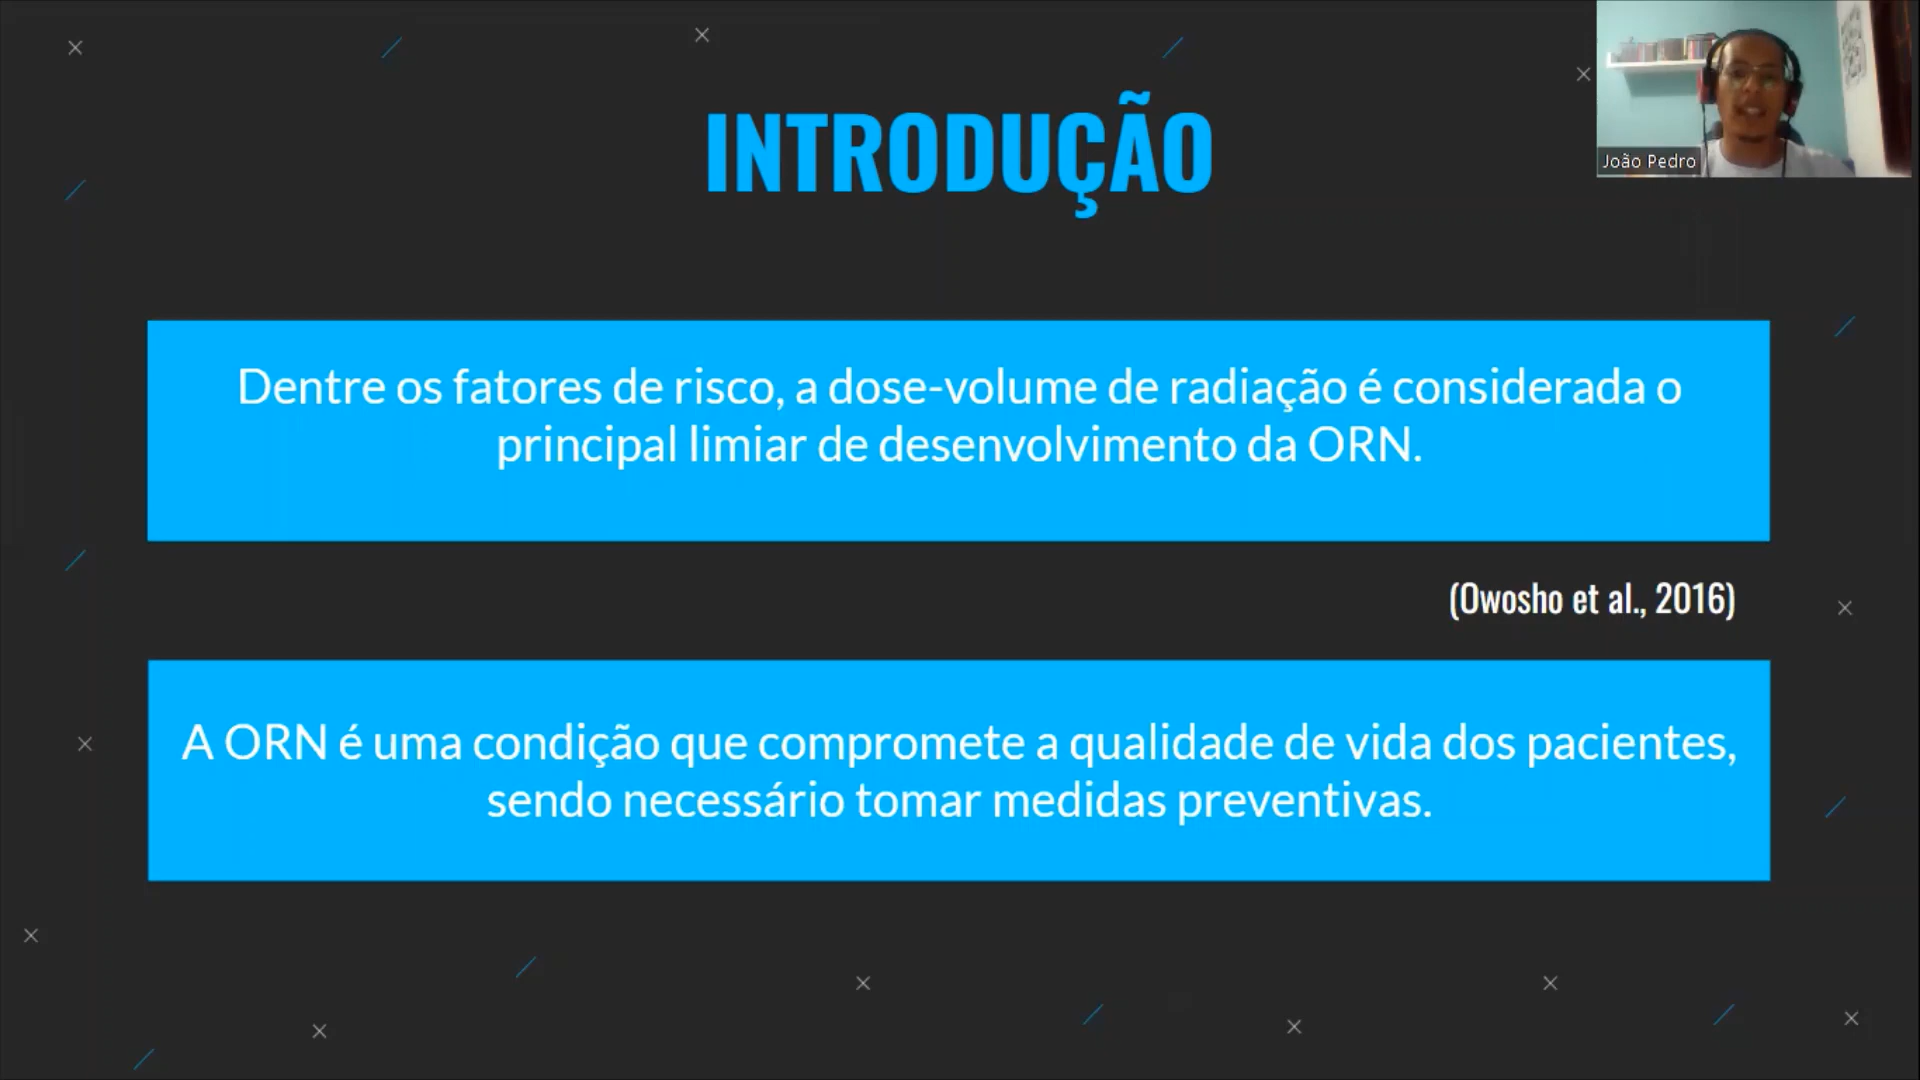 INTRODUÇÃO
João Pedro
Dentre os fatores de risco, a dose-volume de radiação é considerada o
principal limiar de desenvolvimento da ORN.
(Owosho et al., 2016)
A ORN é uma condição que compromete a qualidade de vida dos pacientes,
sendo necessário tomar medidas preventivas.